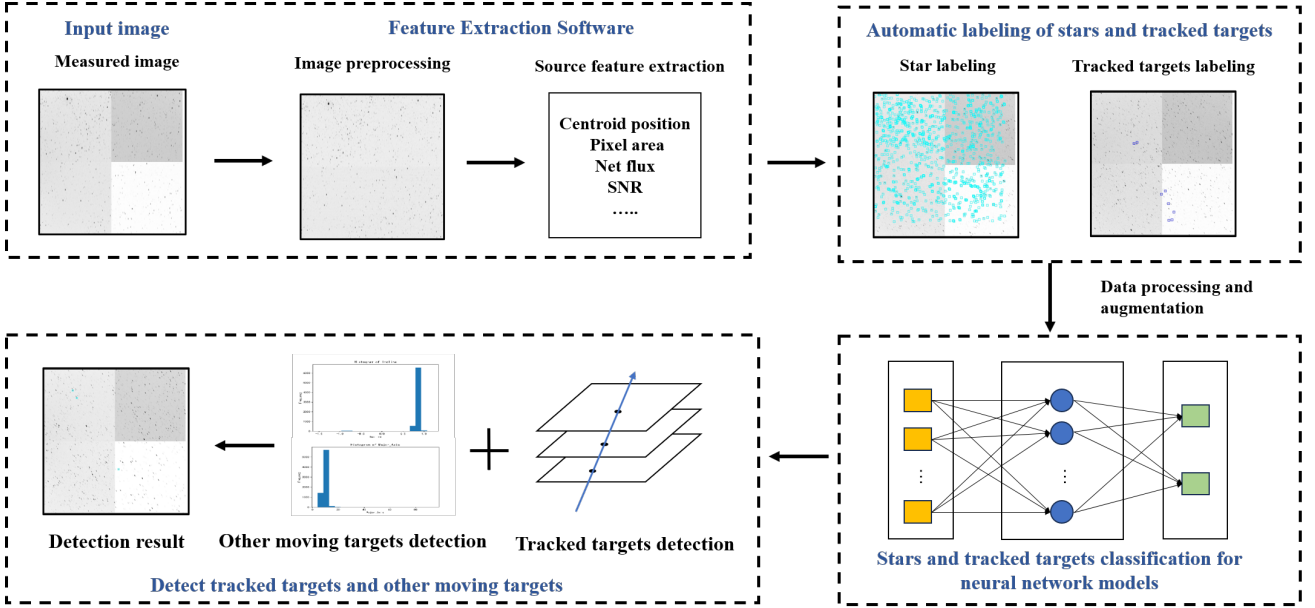 Input image
Feature Extraction Software
Measured image
Image preprocessing
Source feature extraction
Centroid position
Pixel area
Net flux
SNR
…..
Automatic labeling of stars and tracked targets
Star labeling
Tracked targets labeling
Data processing and
augmentation
Stars and tracked targets classification for
neural network models
Tracked targets detection
Other moving targets detection
Detection result
Detect tracked targets and other moving targets